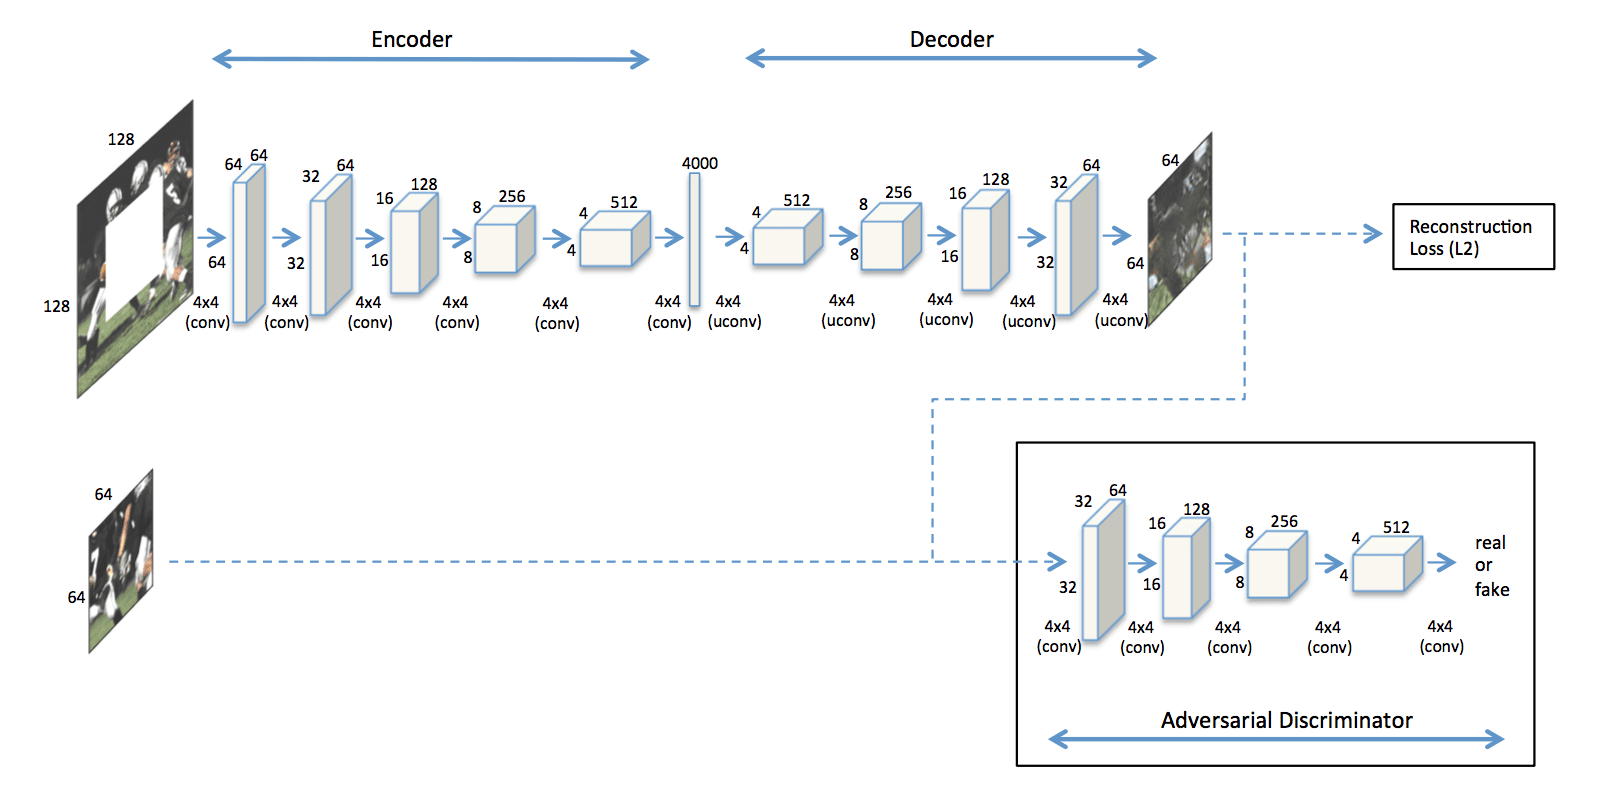 Encoder
Decoder
128
128
64 64
64
4x4
(conv)
32 64
32
4x4
(conv)
16 128
16
4x4
(conv)
8 256
8
4x4
(conv)
4 512
4
4x4
(conv)
4000
4x4
(conv)
4x4
(uconv)
4 512
4
8 256
8
4x4
(uconv)
16 128
16
4x4
(uconv)
32 64
32
4x4
(uconv)
4x4
(uconv)
64
64
Reconstruction
Loss (L2)
64
64
32 64
32
4x4
(conv)
16 128
16
4x4
(conv)
8 256
8
4x4
(conv)
4 512
4
4x4
(conv)
4x4
(conv)
real
or
fake
Adversarial Discriminator